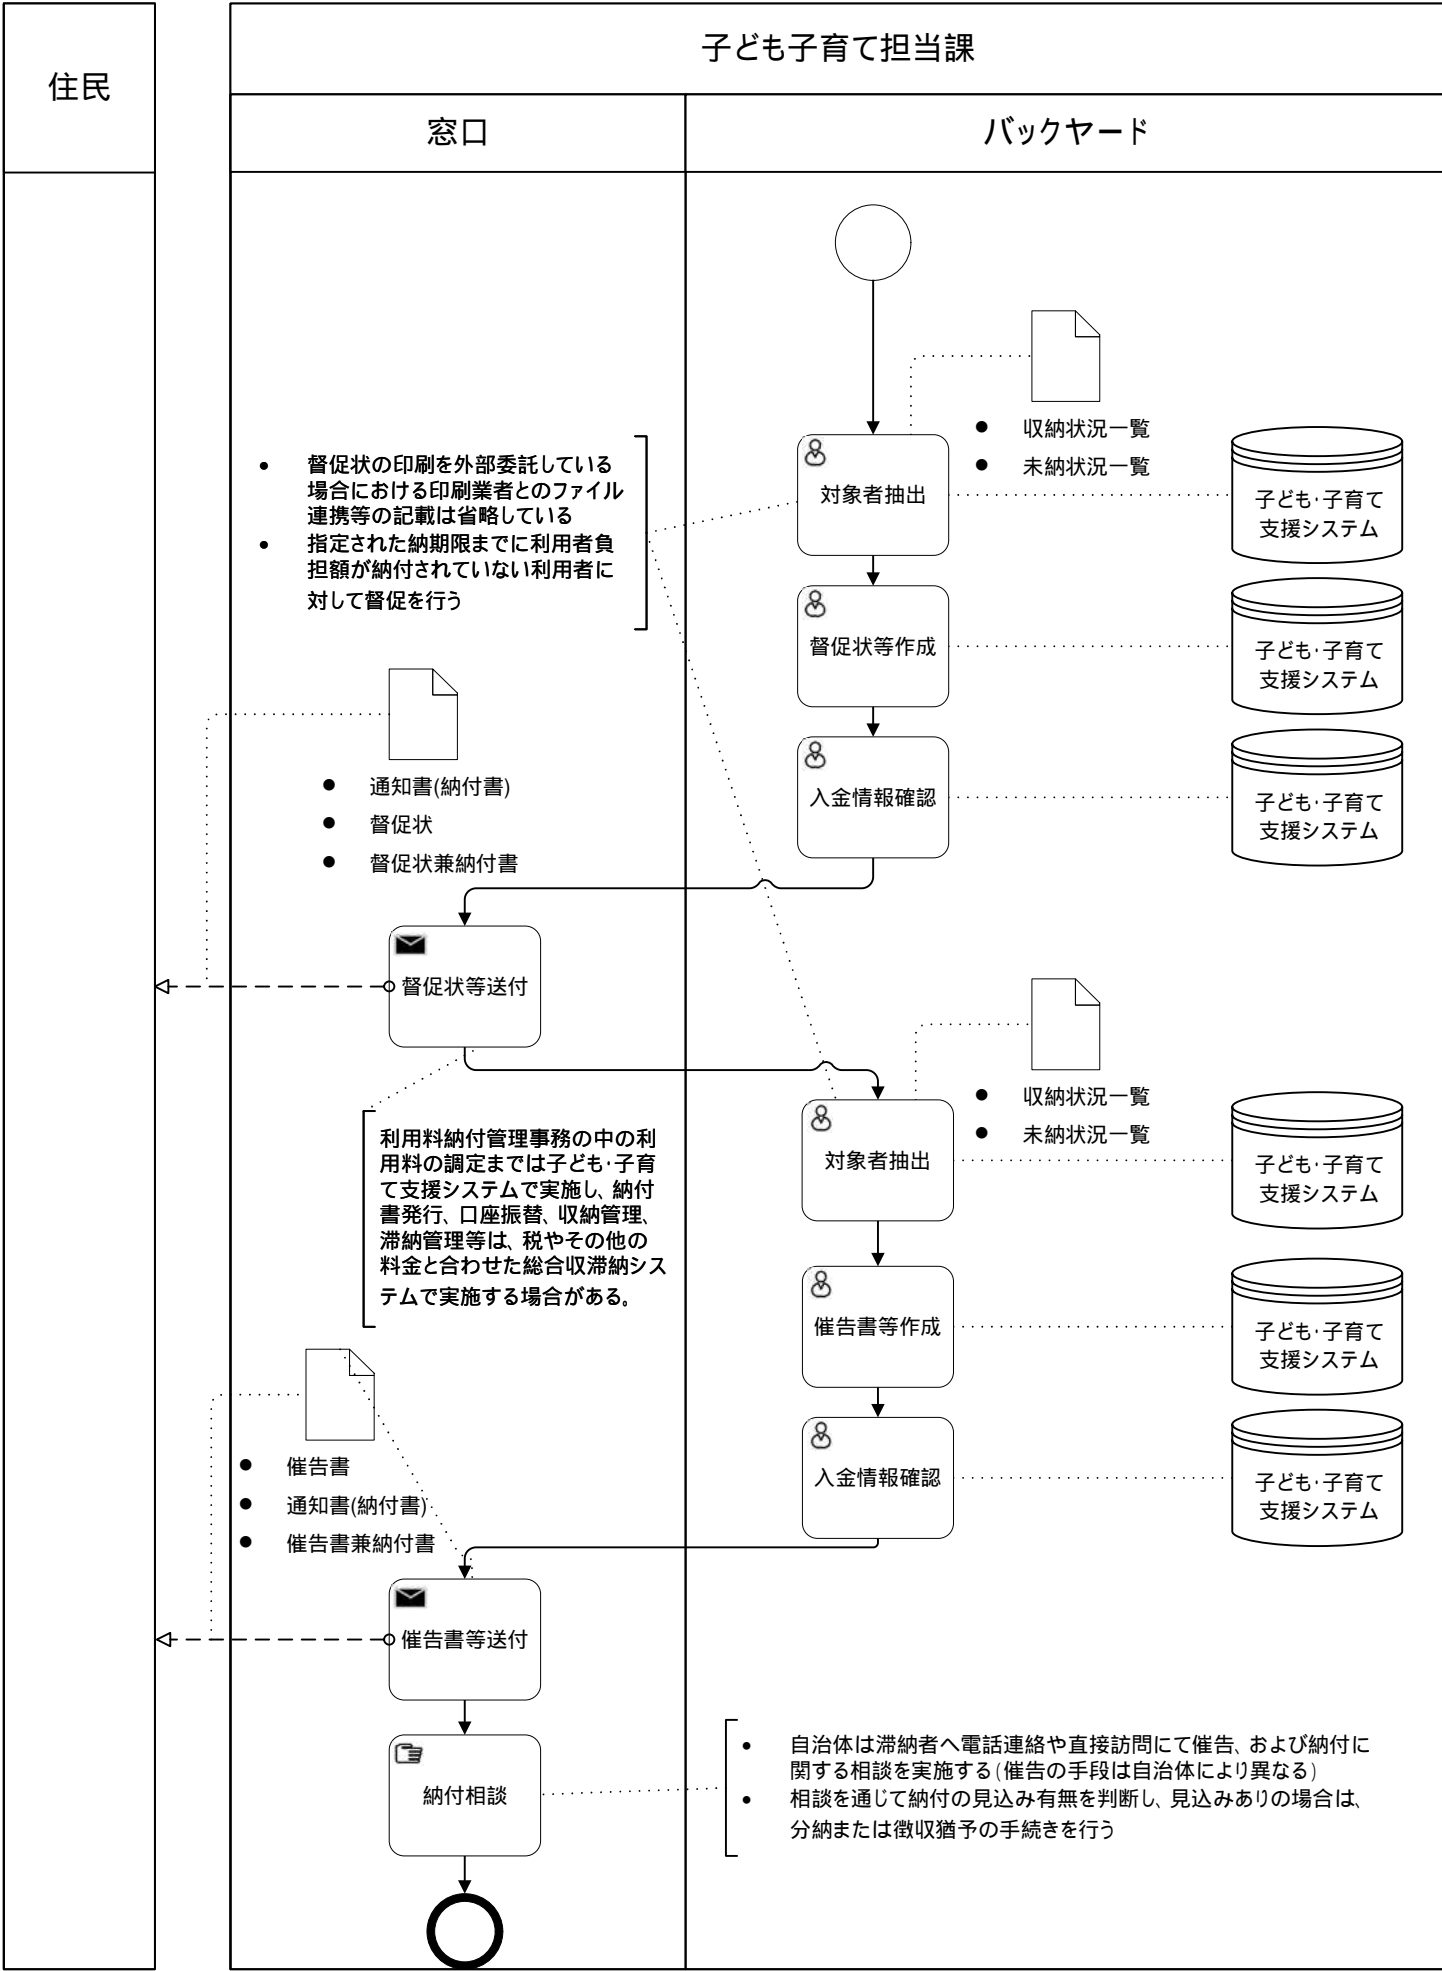 住民
子ども子育て担当課
窓口
バックヤード
● 収納状況一覧
● 未納状況一覧
対象者抽出
子ども・子育て
支援システム
• 督促状の印刷を外部委託している
場合における印刷業者とのファイル
連携等の記載は省略している
• 指定された納期限までに利用者負
担額が納付されていない利用者に
対して督促を行う
督促状等作成
子ども・子育て
支援システム
入金情報確認
子ども・子育て
支援システム
● 通知書(納付書)
● 督促状
● 督促状兼納付書
督促状等送付
● 収納状況一覧
● 未納状況一覧
対象者抽出
子ども・子育て
支援システム
利用料納付管理事務の中の利
用料の調定までは子ども・子育
て支援システムで実施し、納付
書発行、口座振替、収納管理、
滞納管理等は、税やその他の
料金と合わせた総合収滞納シス
テムで実施する場合がある。
催告書等作成
子ども・子育て
支援システム
入金情報確認
子ども・子育て
支援システム
● 催告書
● 通知書(納付書)
● 催告書兼納付書
催告書等送付
納付相談
• 自治体は滞納者へ電話連絡や直接訪問にて催告、および納付に
関する相談を実施する(催告の手段は自治体により異なる)
• 相談を通じて納付の見込み有無を判断し、見込みありの場合は、
分納または徴収猶予の手続きを行う